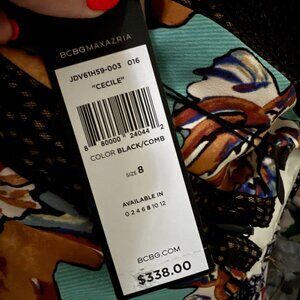 BCBGMAXAZRIA
JDV61H59-003 016
"CECILE"
8 80000 24044 2
COLOR BLACK/COMB
SIZE 8
AVAILABLE IN
0 2 4 6 8 10 12
BCBG.COM
$338.00